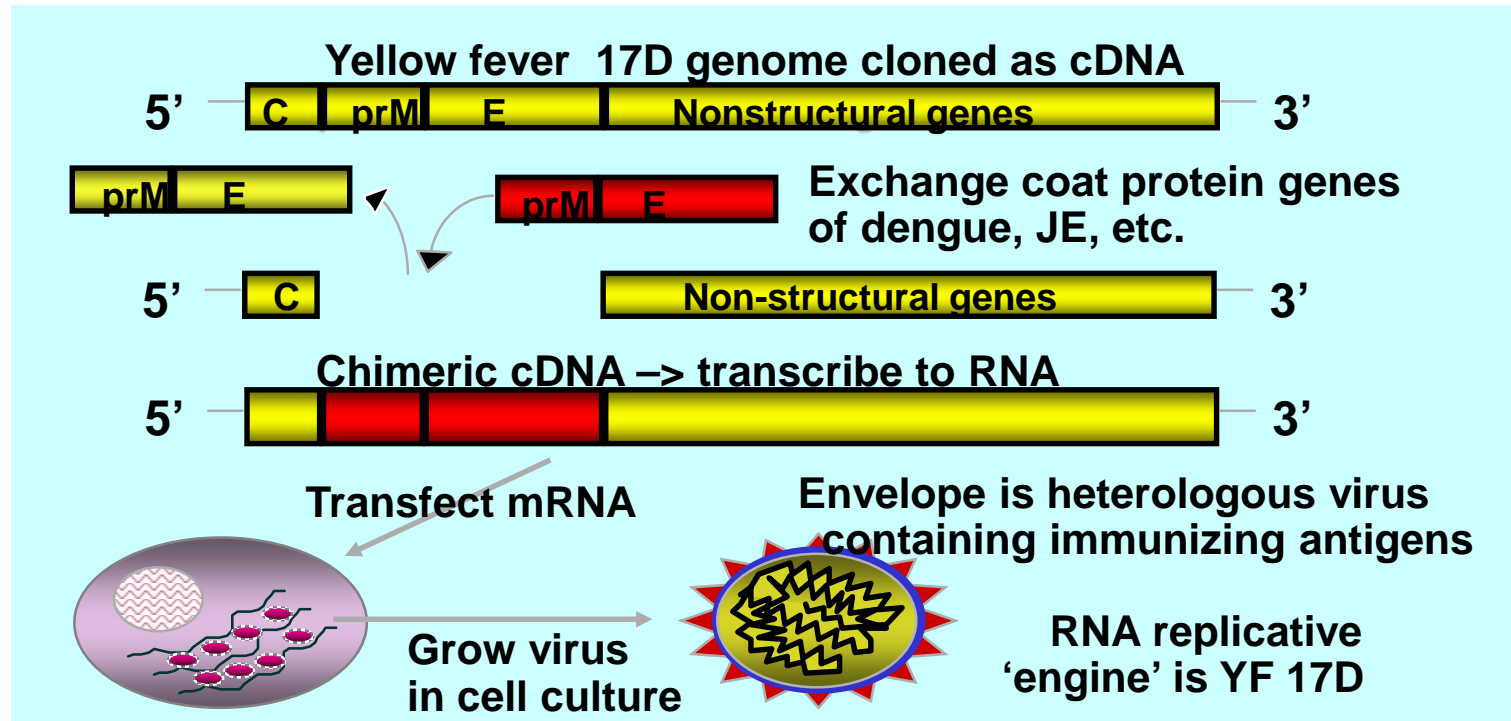 Yellow fever 17D genome cloned as cDNA
5’ C prM E Nonstructural genes 3’
prM E prM E Exchange coat protein genes
of dengue, JE, etc.
5’ C Non-structural genes 3’
Chimeric cDNA –> transcribe to RNA
5’ 3’
Transfect mRNA
Envelope is heterologous virus
containing immunizing antigens
Grow virus
in cell culture
RNA replicative
‘engine’ is YF 17D